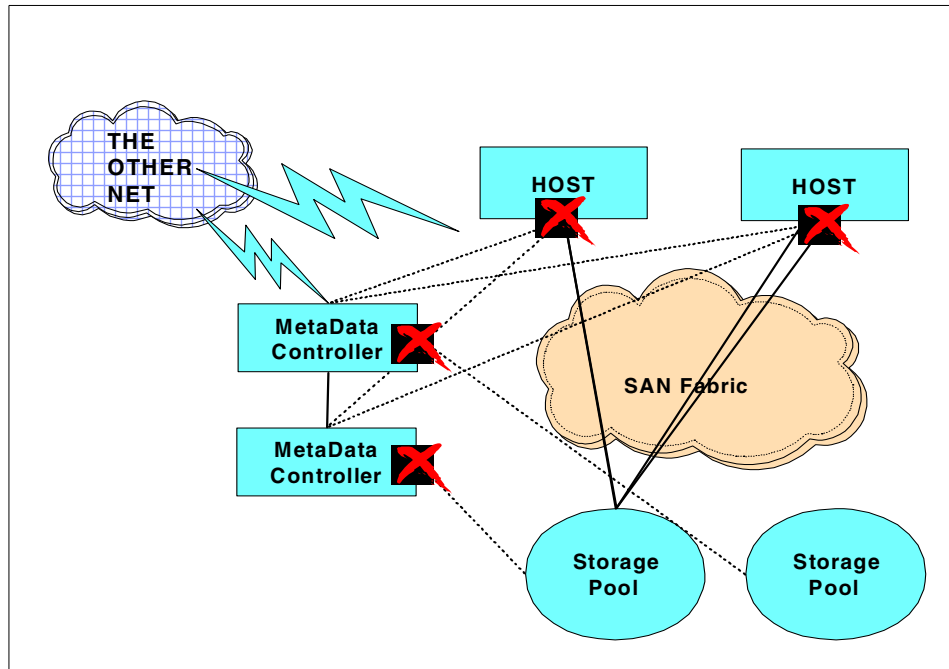 THE
OTHER
NET
HOST
HOST
MetaData
Controller
SAN Fabric
MetaData
Controller
Storage
Pool
Storage
Pool